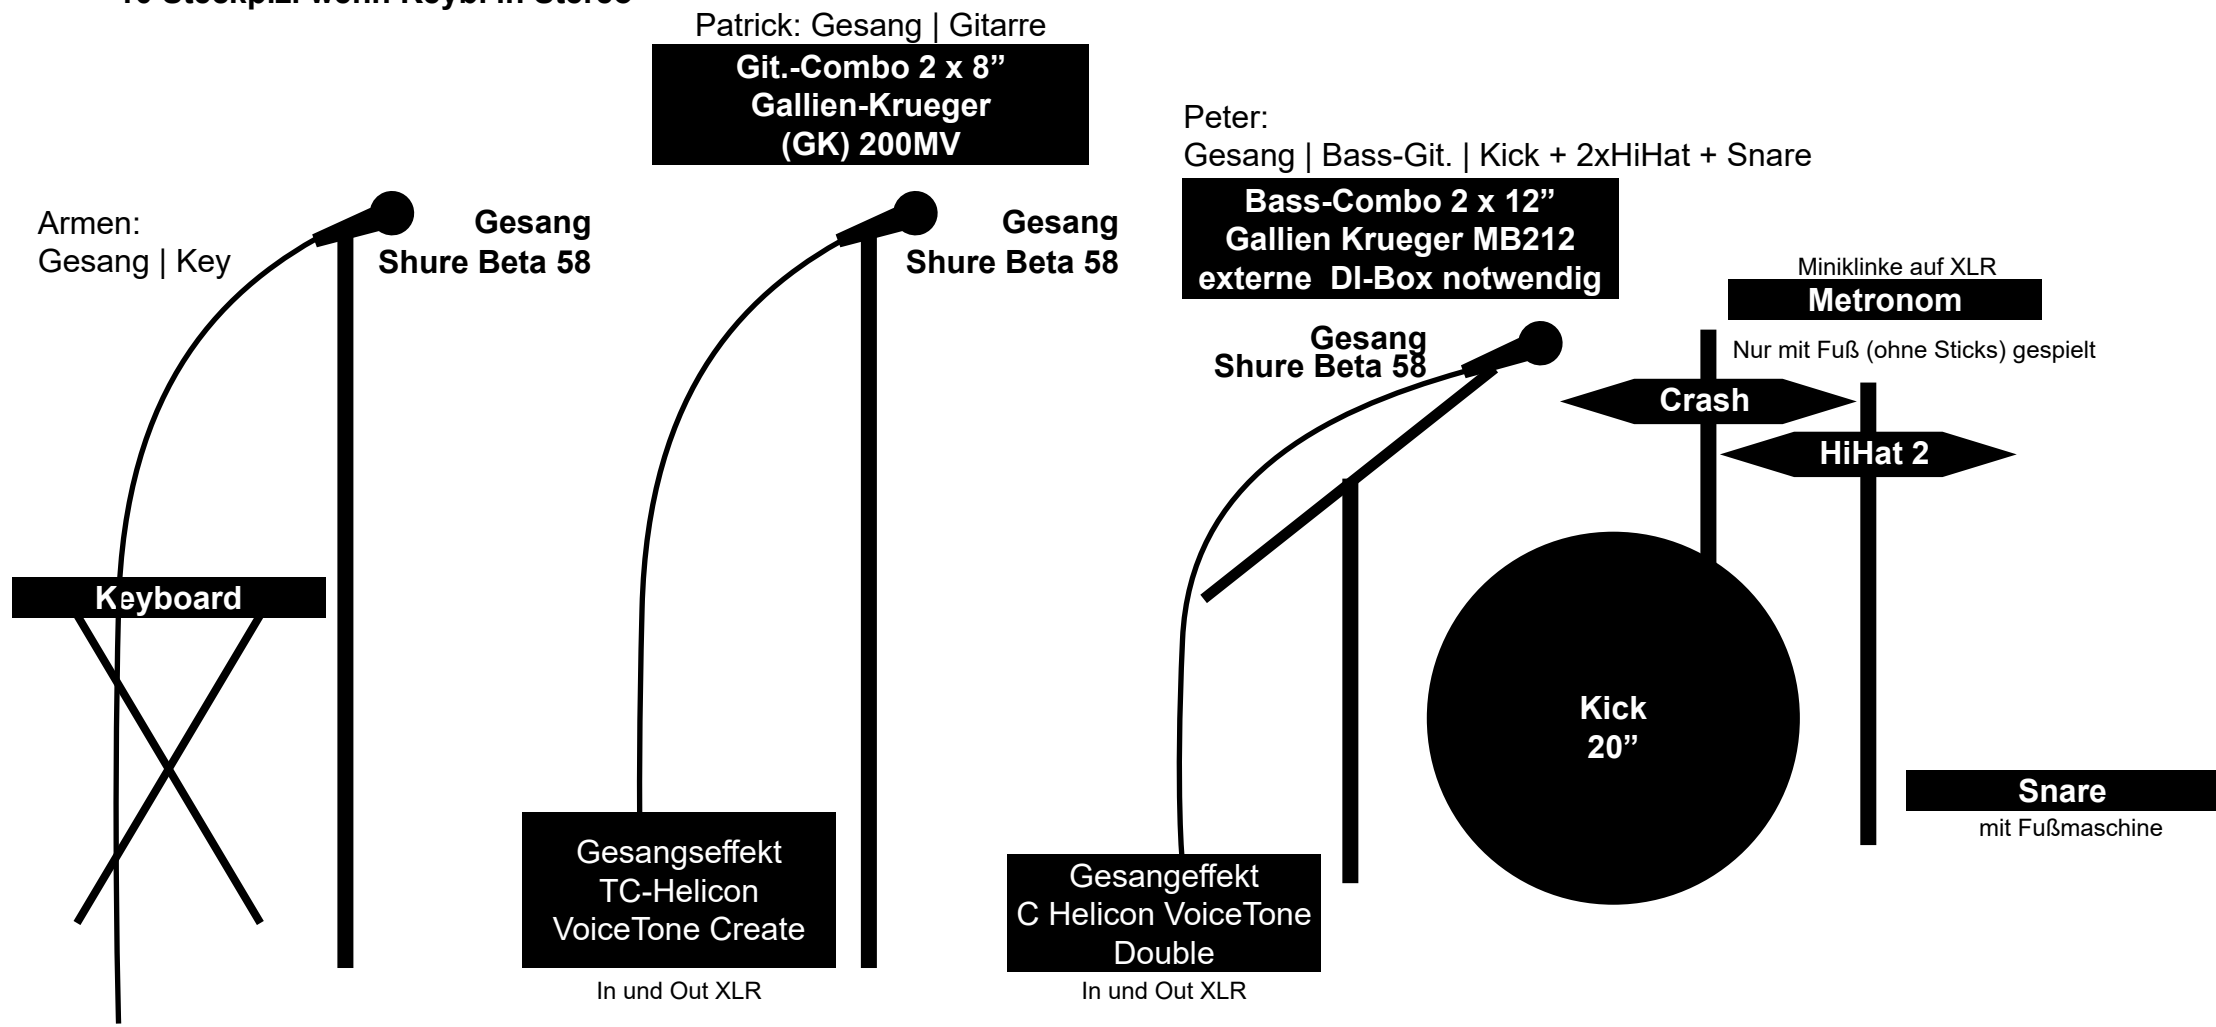 Patrick: Gesang | Gitarre
Git.-Combo 2 x 8”
Gallien-Krueger
(GK) 200MV
Peter:
Gesang | Bass-Git. | Kick + 2xHiHat + Snare
Bass-Combo 2 x 12”
Gallien Krueger MB212
externe  DI-Box notwendig
Armen:
Gesang | Key
Gesang
Shure Beta 58
Gesang
Shure Beta 58
Miniklinke auf XLR
Metronom
Nur mit Fuß (ohne Sticks) gespielt
Gesang
Shure Beta 58
Crash
HiHat 2
Keyboard
Kick
20”
Snare
mit Fußmaschine
Gesangseffekt
TC-Helicon
VoiceTone Create
In und Out XLR
Gesangeffekt
C Helicon VoiceTone
Double
In und Out XLR